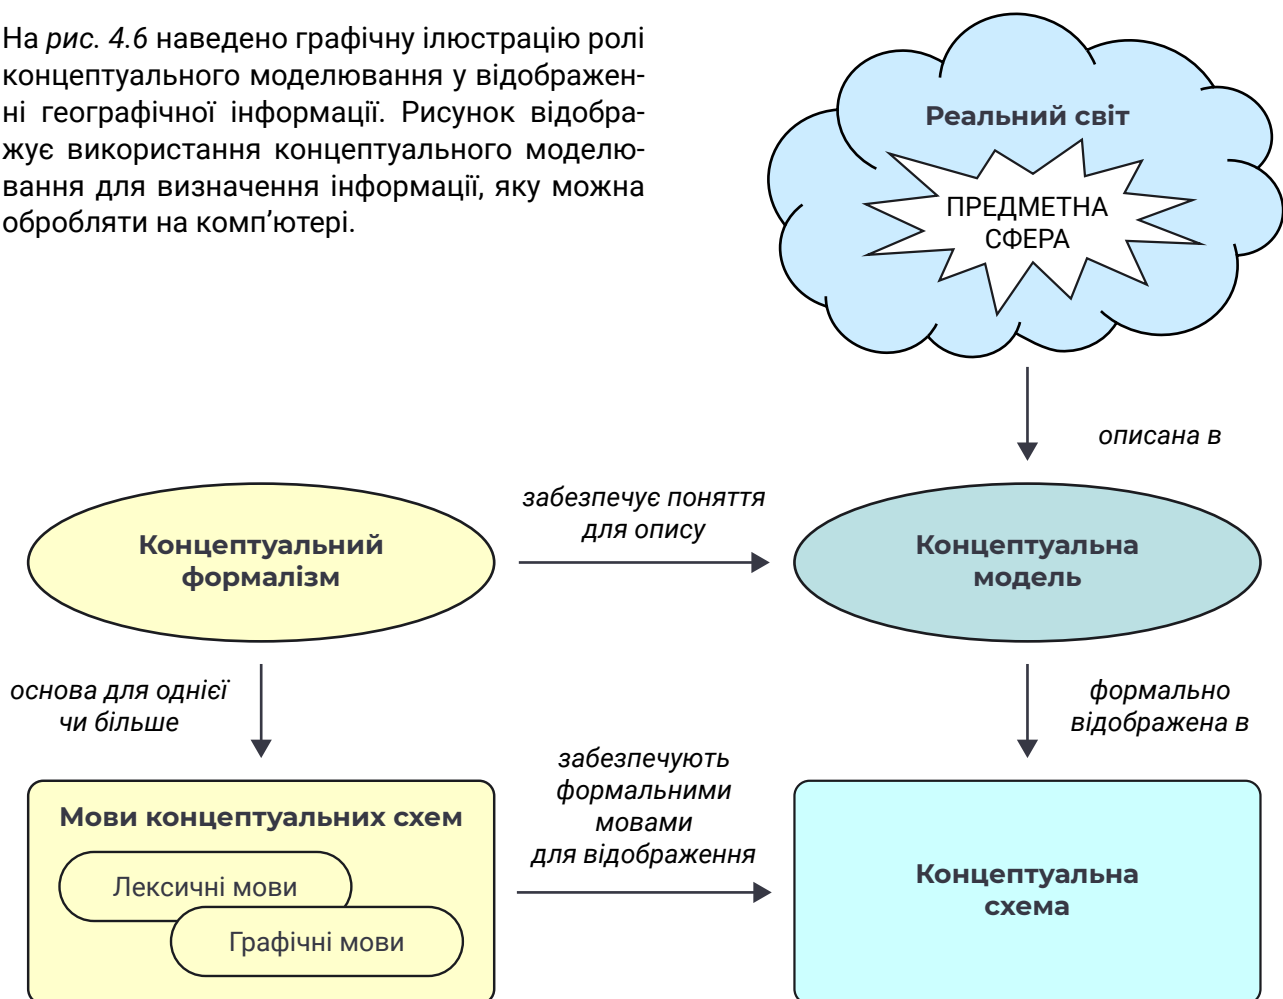 На рис. 4.6 наведено графічну ілюстрацію ролі
концептуального моделювання у відображен-
ні географічної інформації. Рисунок відобра-
жує використання концептуального моделю-
вання для визначення інформації, яку можна
обробляти на комп’ютері.
Реальний світ
ПРЕДМЕТНА
СФЕРА
описана в
Концептуальний
формалізм
забезпечує поняття
для опису
Концептуальна
модель
основа для однієї
чи більше
формально
відображена в
Мови концептуальних схем
Лексичні мови
Графічні мови
забезпечують
формальними
мовами
для відображення
Концептуальна
схема